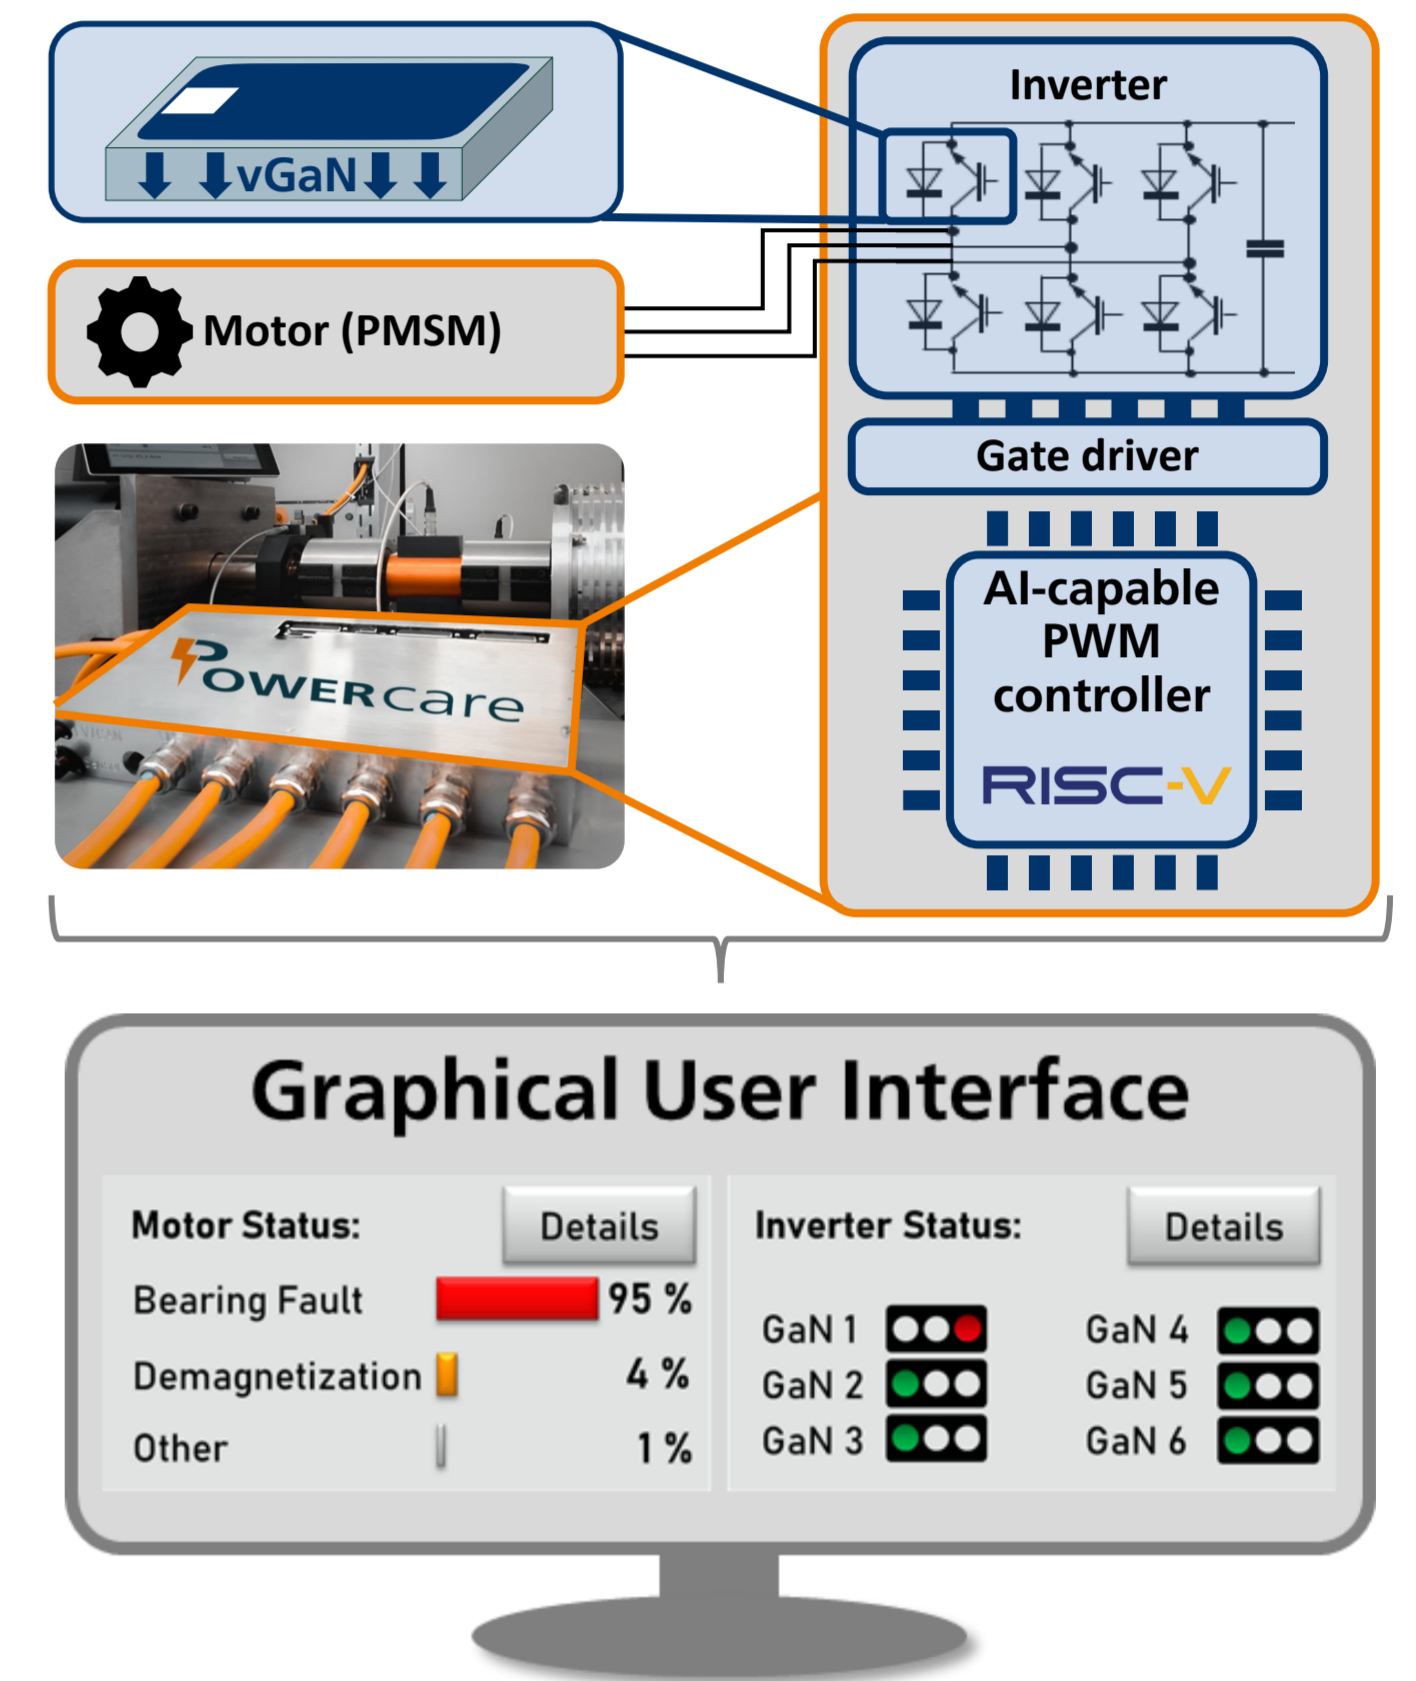 Inverter
vGaN
Motor (PMSM)
Gate driver
AI-capable
PWM
controller
RISC-V
POWERcare
Graphical User Interface
Motor Status:
Details
Bearing Fault
95 %
Demagnetization
4 %
Other
1 %
Inverter Status:
Details
GaN 1
GaN 4
GaN 2
GaN 5
GaN 3
GaN 6